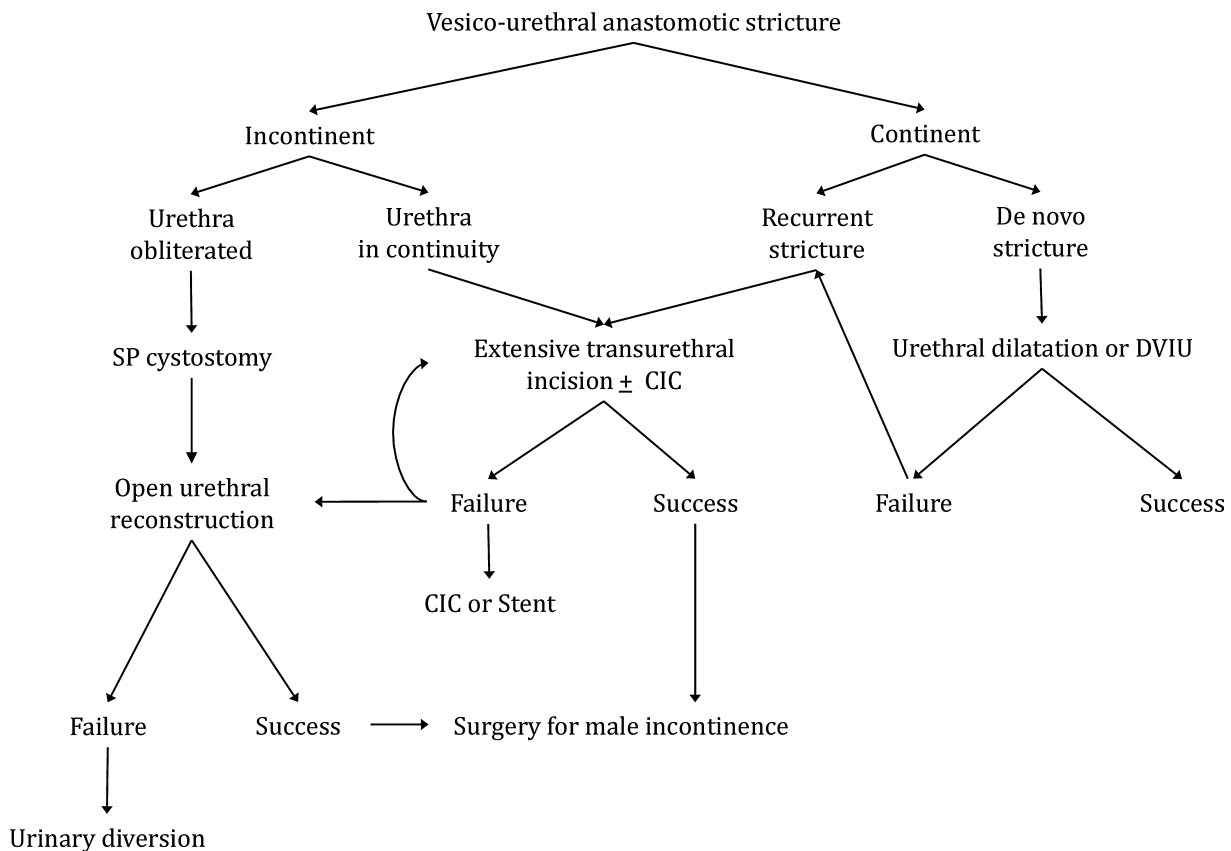 Vesico-urethral anastomotic stricture
Incontinent
Continent
Urethra
obliterated
Urethra
in continuity
Recurrent
stricture
De novo
stricture
SP cystostomy
Extensive transurethral
incision ± CIC
Urethral dilatation or DVIU
Open urethral
reconstruction
Failure
Success
Failure
Success
CIC or Stent
Failure
Success
Surgery for male incontinence
Urinary diversion